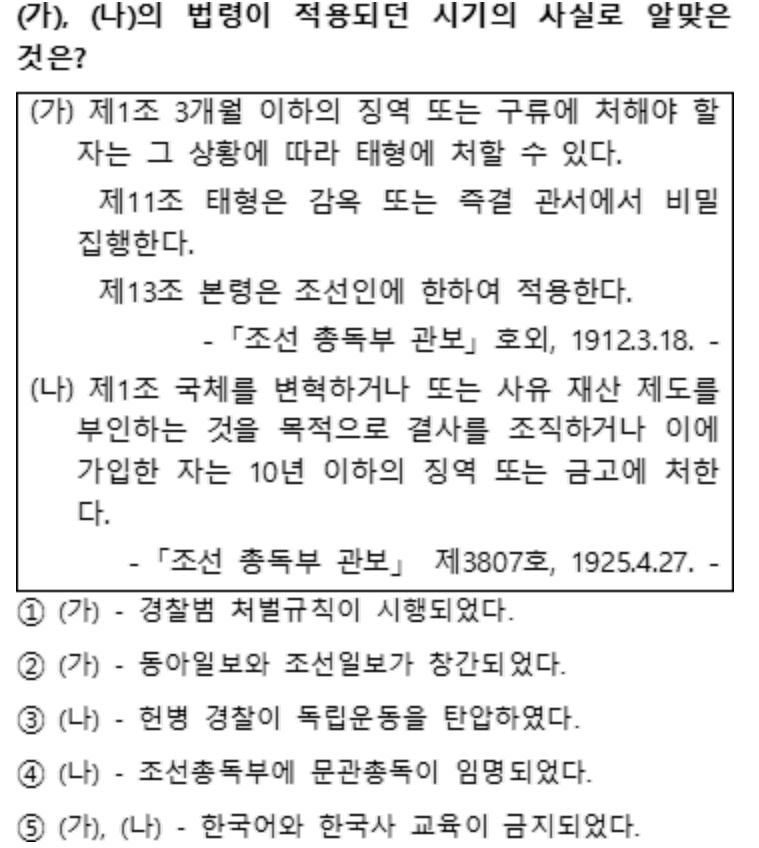 (가), (나)의 법령이 적용되던 시기의 사실로 알맞은
것은?
(가) 제1조 3개월 이하의 징역 또는 구류에 처해야 할
자는 그 상황에 따라 태형에 처할 수 있다.
제11조 태형은 감옥 또는 즉결 관서에서 비밀
집행한다.
제13조 본령은 조선인에 한하여 적용한다.
-「조선 총독부 관보」호외, 1912.3.18. -
(나) 제1조 국체를 변혁하거나 또는 사유 재산 제도를
부인하는 것을 목적으로 결사를 조직하거나 이에
가입한 자는 10년 이하의 징역 또는 금고에 처한
다.
-「조선 총독부 관보」 제3807호, 1925.4.27. -
① (가) - 경찰범 처벌규칙이 시행되었다.
② (가) - 동아일보와 조선일보가 창간되었다.
③ (나) - 헌병 경찰이 독립운동을 탄압하였다.
④ (나) - 조선총독부에 문관총독이 임명되었다.
⑤ (가), (나) - 한국어와 한국사 교육이 금지되었다.